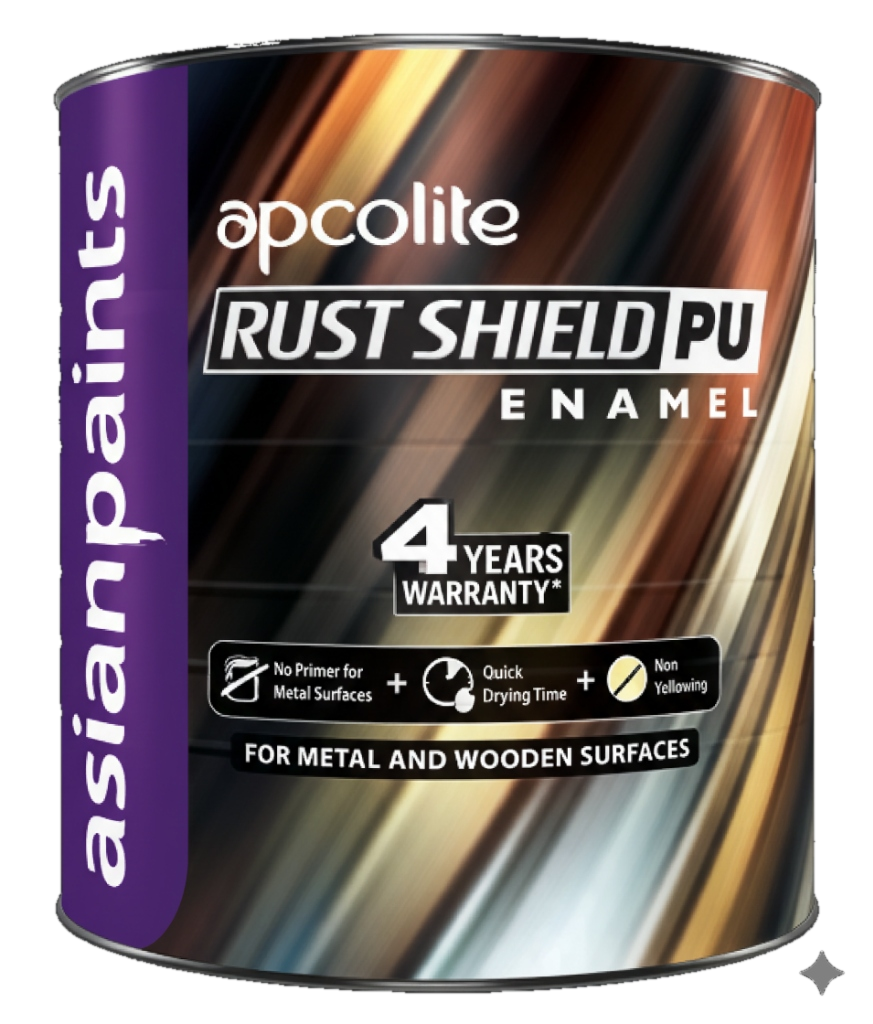 asianpaints
apcolite
RUST SHIELD PU
ENAMEL
4 YEARS
WARRANTY*
No Primer for
Metal Surfaces
+
Quick
Drying Time
+
Non
Yellowing
FOR METAL AND WOODEN SURFACES